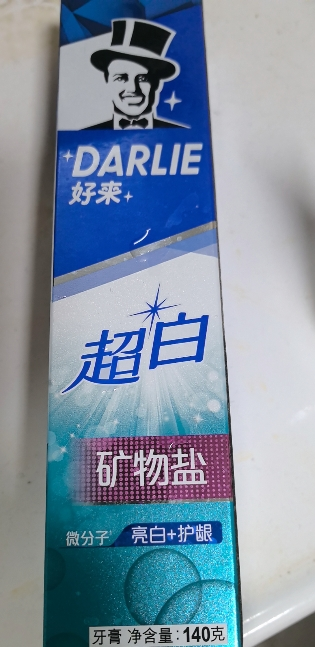 DARLIE
好来
超白
矿物盐
微分子 亮白+护龈
牙膏 净含量：140克